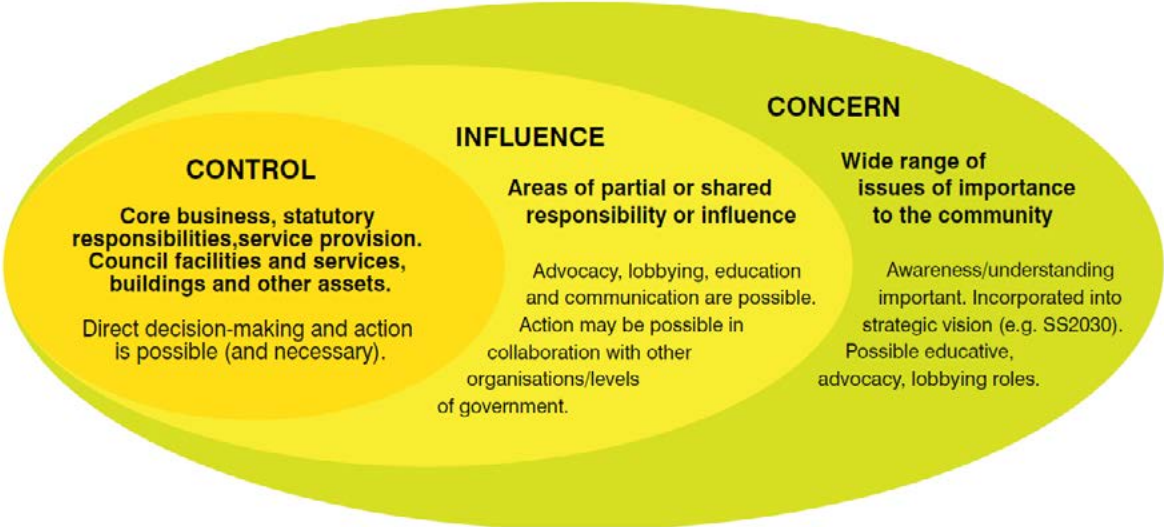 CONTROL
Core business, statutory
responsibilities,service provision.
Council facilities and services,
buildings and other assets.
Direct decision-making and action
is possible (and necessary).
INFLUENCE
Areas of partial or shared
responsibility or influence
Advocacy, lobbying, education
and communication are possible.
Action may be possible in
collaboration with other
organisations/levels
of government.
CONCERN
Wide range of
issues of importance
to the community
Awareness/understanding
important. Incorporated into
strategic vision (e.g. SS2030).
Possible educative,
advocacy, lobbying roles.